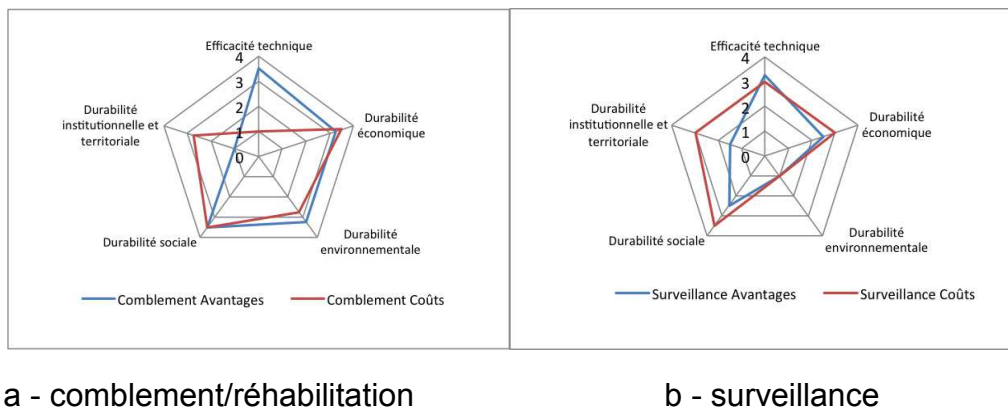 Efficacité technique
4
3
2
1
0
Durabilité
économique
Durabilité
environnementale
Durabilité sociale
Durabilité
institutionnelle et
territoriale
Comblement Avantages
Comblement Coûts
Efficacité technique
4
3
2
1
0
Durabilité
économique
Durabilité
environnementale
Durabilité sociale
Durabilité
institutionnelle et
territoriale
Surveillance Avantages
Surveillance Coûts
a - comblement/réhabilitation
b - surveillance